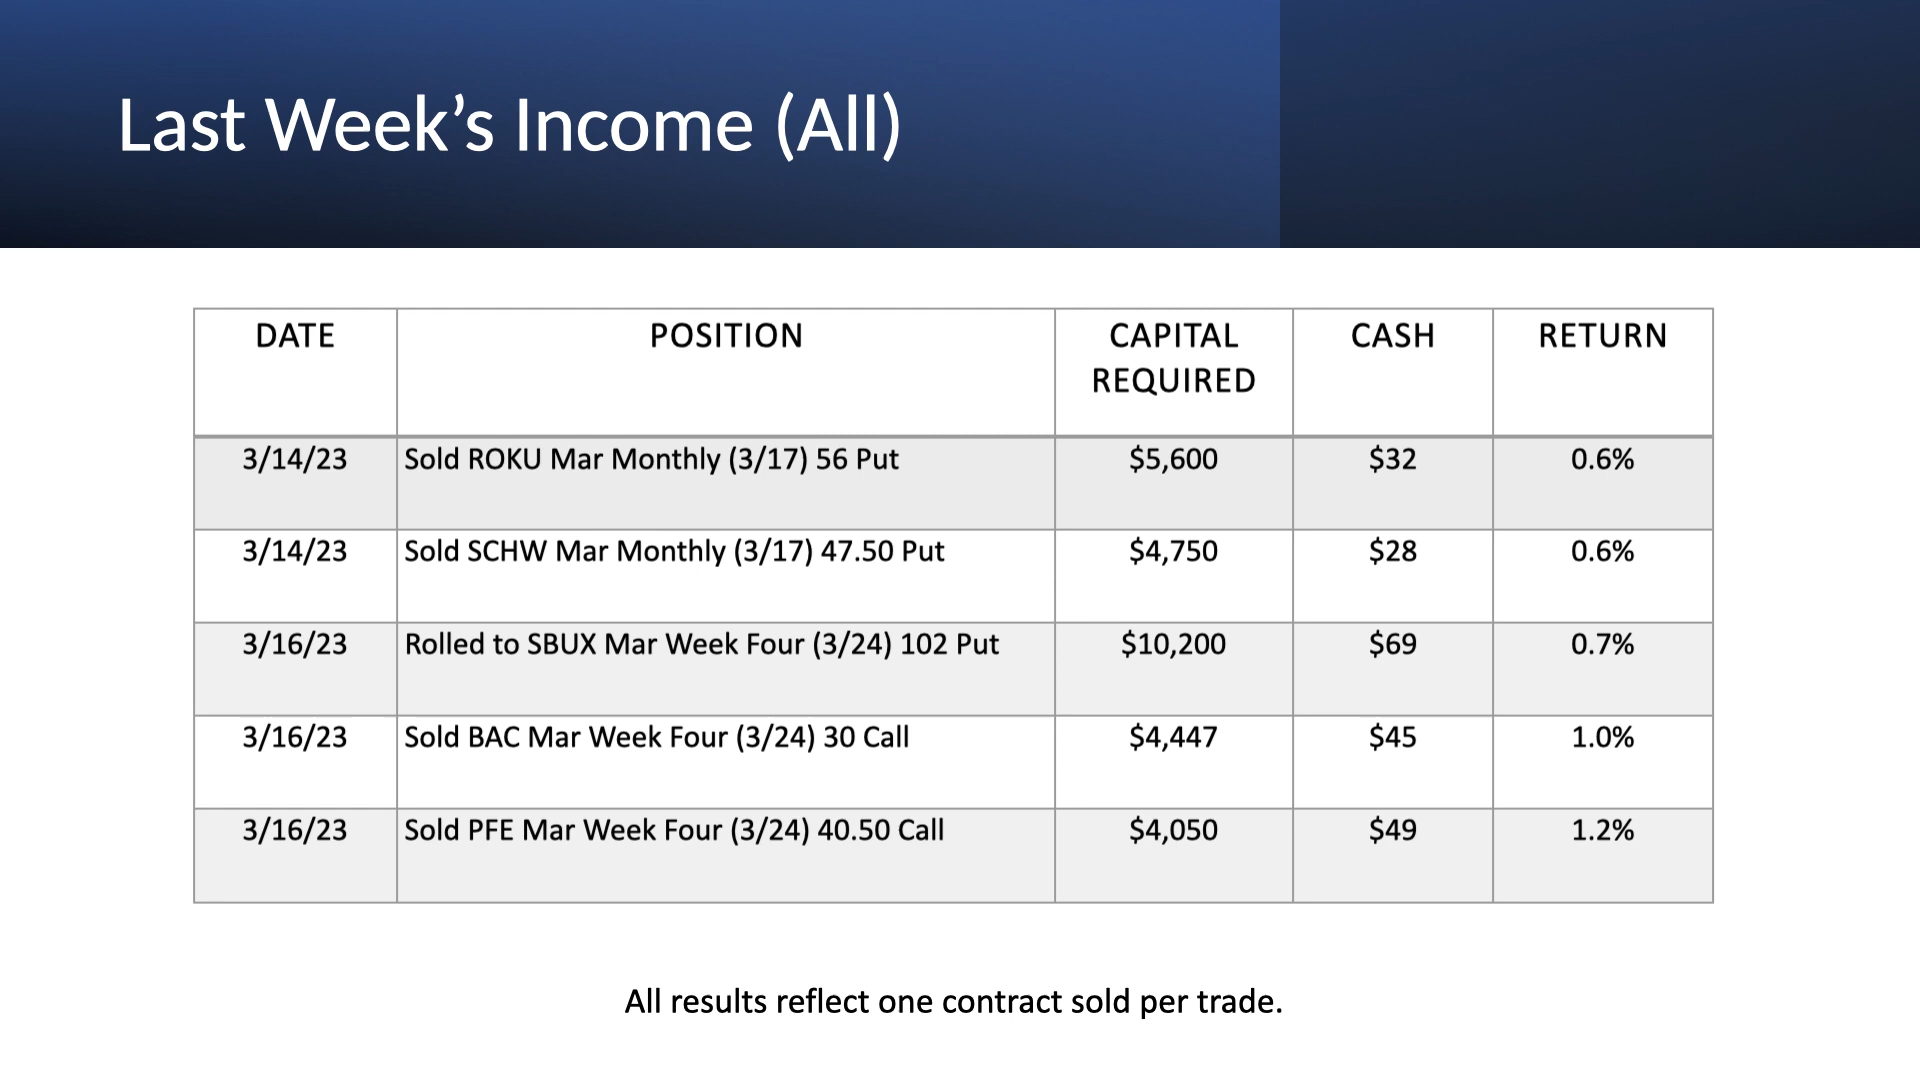 Last Week’s Income (All)
DATE POSITION CAPITAL REQUIRED CASH RETURN
3/14/23 Sold ROKU Mar Monthly (3/17) 56 Put $5,600 $32 0.6%
3/14/23 Sold SCHW Mar Monthly (3/17) 47.50 Put $4,750 $28 0.6%
3/16/23 Rolled to SBUX Mar Week Four (3/24) 102 Put $10,200 $69 0.7%
3/16/23 Sold BAC Mar Week Four (3/24) 30 Call $4,447 $45 1.0%
3/16/23 Sold PFE Mar Week Four (3/24) 40.50 Call $4,050 $49 1.2%
All results reflect one contract sold per trade.